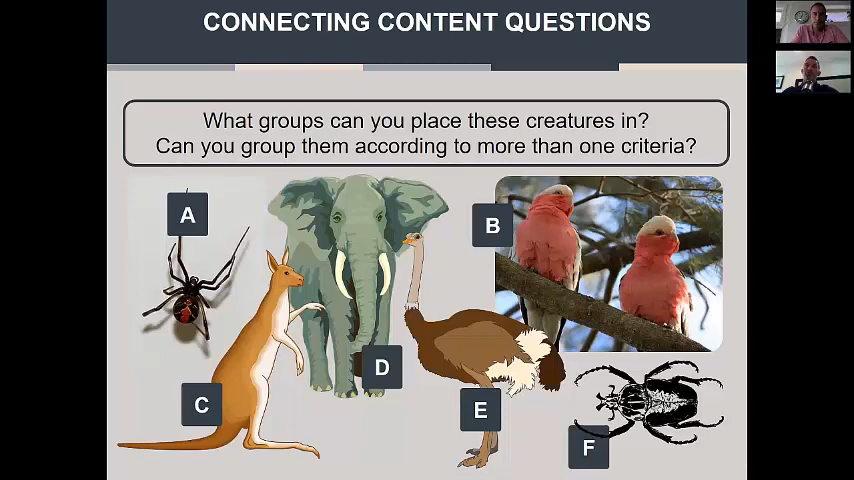 CONNECTING CONTENT QUESTIONS
What groups can you place these creatures in?
Can you group them according to more than one criteria?
A
B
D
C
E
F